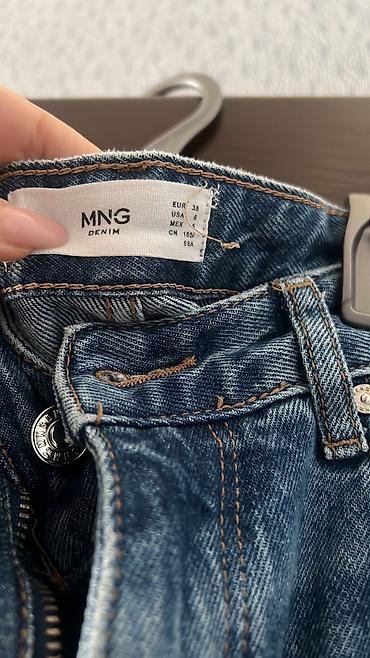 MNG
DENIM
EUR 38
USA 6
MEX
CN 165/
68A